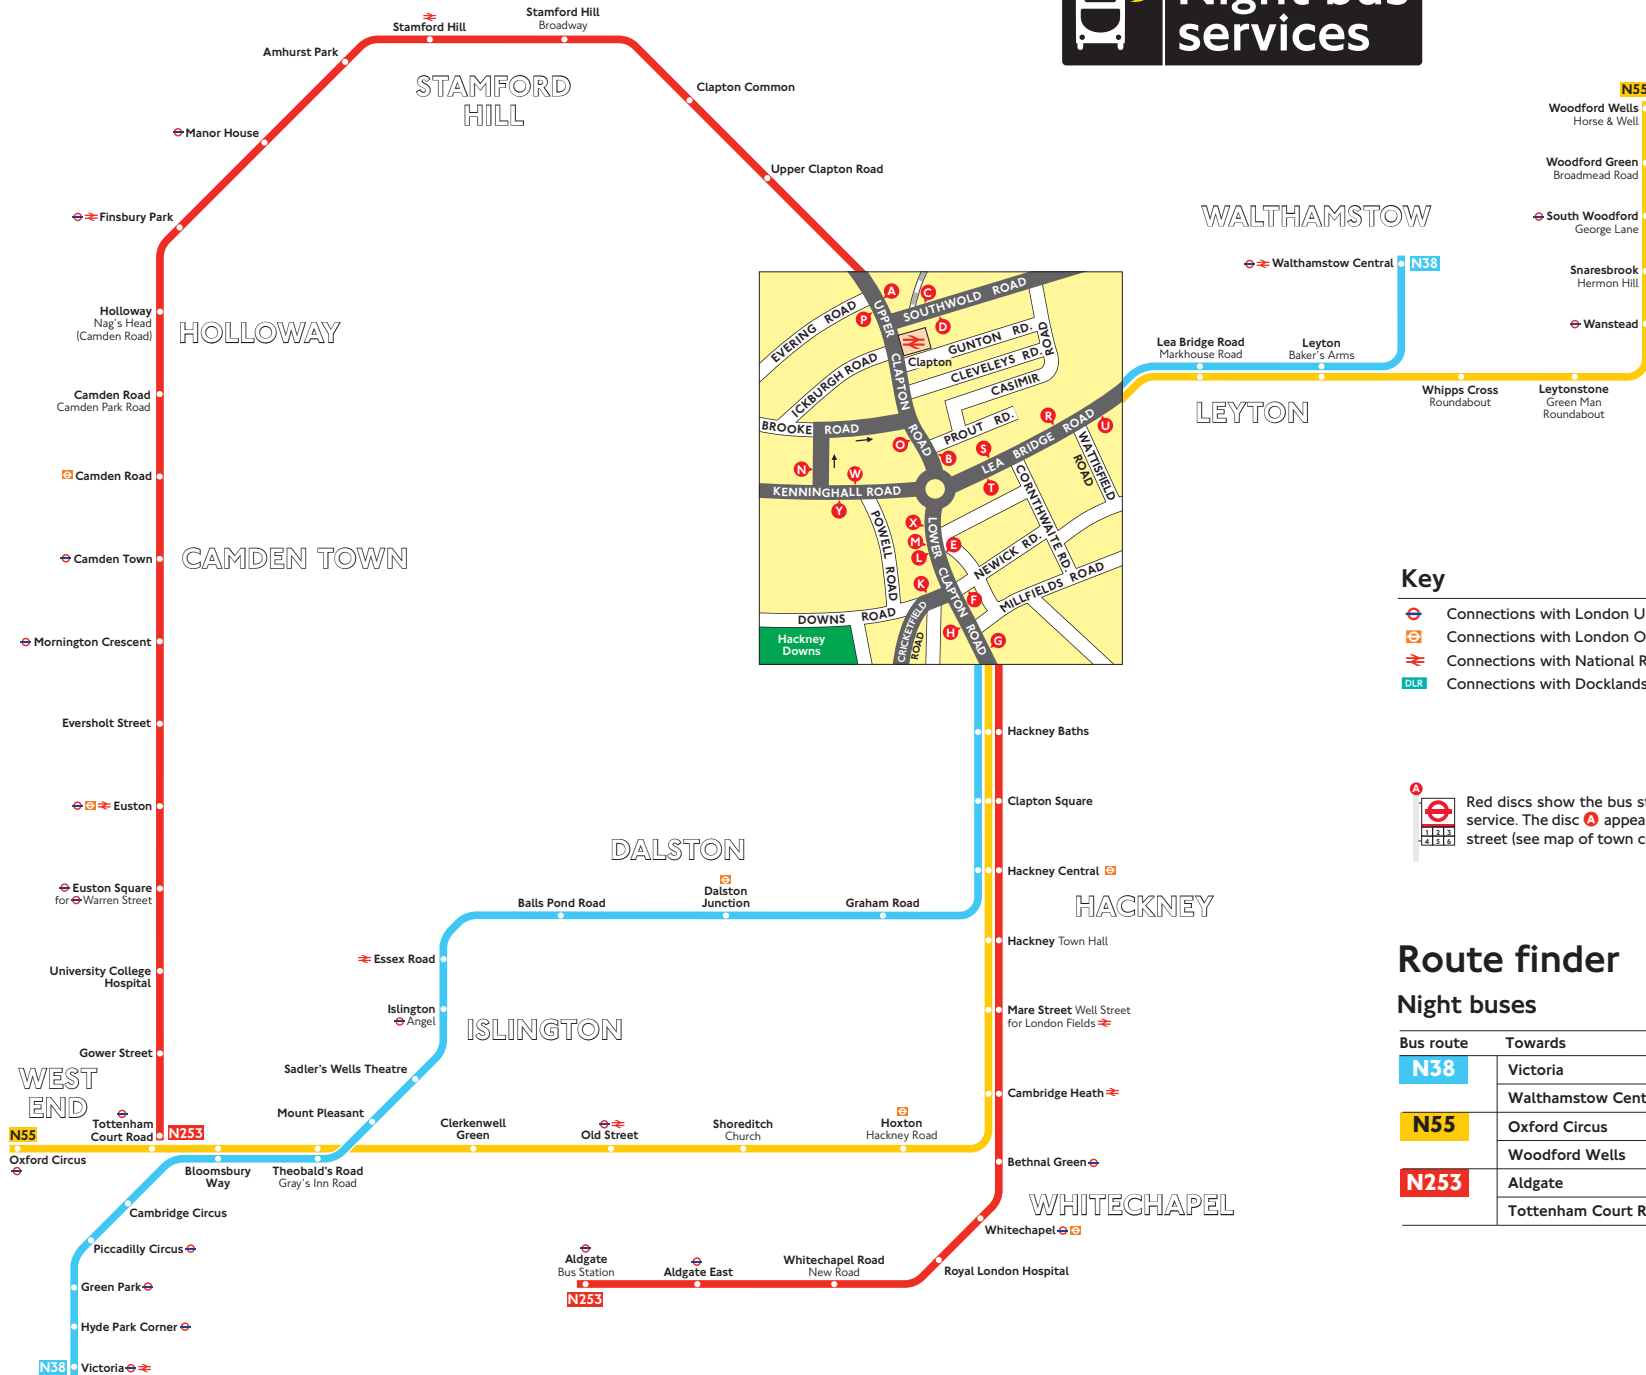 Night bus
services
Stamford Hill
Stamford Hill
Broadway
Amhurst Park
STAMFORD
HILL
Clapton Common
Manor House
Upper Clapton Road
Finsbury Park
N55
Woodford Wells
Horse & Well
Woodford Green
Broadmead Road
South Woodford
George Lane
Snaresbrook
Hermon Hill
Wanstead
WALTHAMSTOW
Walthamstow Central
N38
Lea Bridge Road
Markhouse Road
Leyton
Baker's Arms
LEYTON
Whipps Cross
Roundabout
Leytonstone
Green Man
Roundabout
Holloway
Nag's Head
(Camden Road)
HOLLOWAY
Camden Road
Camden Park Road
Camden Road
Camden Town
CAMDEN TOWN
Mornington Crescent
Eversholt Street
Euston
Euston Square
for Warren Street
University College
Hospital
Gower Street
WEST
END
Tottenham
Court Road
N253
N55
Oxford Circus
A
C
P
D
UPPER CLAPTON ROAD
SOUTHWOLD ROAD
EVERING ROAD
Clapton
GUNTON RD.
CLEVELEYS RD.
ROAD
CASIMIR
ICKBURGH ROAD
BROOKE ROAD
PROUT RD.
O
B
S
R
U
LEA BRIDGE ROAD
WATTISFIELD
ROAD
N
W
T
KENNINGHALL ROAD
Y
CORNTHWAITE RD.
POWELL ROAD
X
M
L
E
LOWER CLAPTON ROAD
NEWICK RD.
K
F
MILLFIELDS ROAD
DOWNS ROAD
CRICKETFIELD
ROAD
H
G
Hackney
Downs
Hackney Baths
Clapton Square
Hackney Central
HACKNEY
Hackney Town Hall
Mare Street Well Street
for London Fields
Cambridge Heath
Bethnal Green
WHITECHAPEL
Whitechapel
Royal London Hospital
Whitechapel Road
New Road
Aldgate East
Aldgate
Bus Station
N253
DALSTON
Dalston
Junction
Balls Pond Road
Graham Road
Essex Road
Islington
Angel
ISLINGTON
Sadler's Wells Theatre
Mount Pleasant
Clerkenwell
Green
Old Street
Shoreditch
Church
Hoxton
Hackney Road
Bloomsbury
Way
Theobald's Road
Gray's Inn Road
Cambridge Circus
Piccadilly Circus
Green Park
Hyde Park Corner
N38
Victoria
Key
Connections with London U
Connections with London O
Connections with National R
DLR
Connections with Docklands
A
1 2 3
4 5 6
Red discs show the bus st
service. The disc A appea
street (see map of town c
Route finder
Night buses
Bus route Towards
N38 Victoria
Walthamstow Cent
N55 Oxford Circus
Woodford Wells
N253 Aldgate
Tottenham Court R